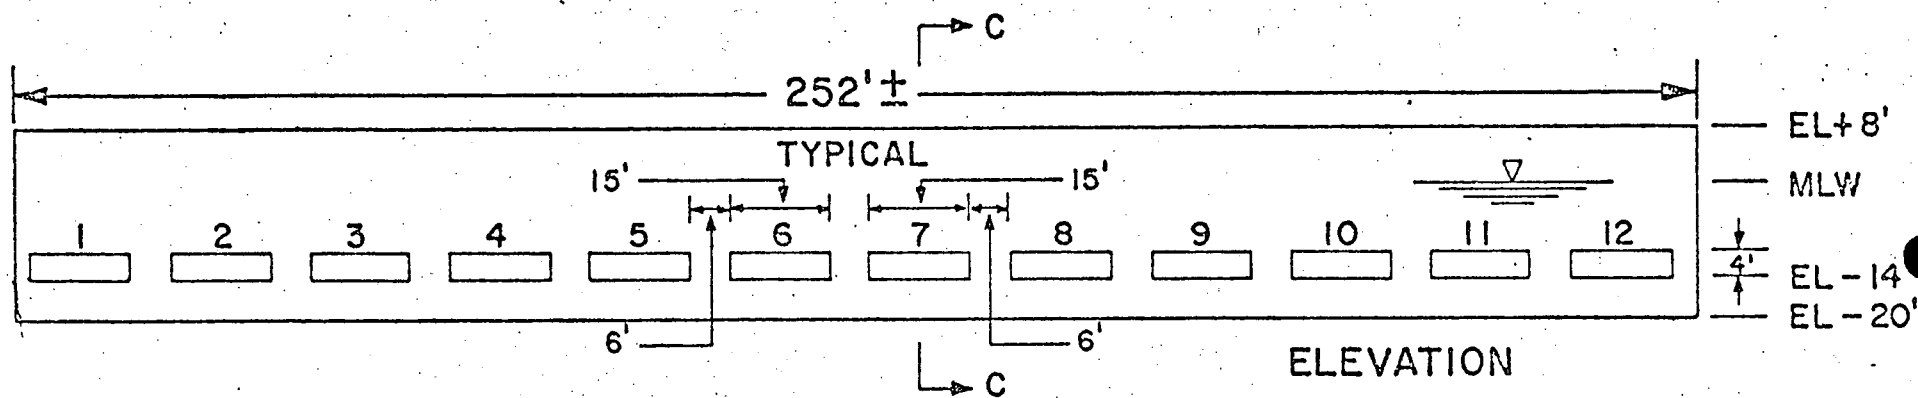 C
252'±
EL+8'
TYPICAL
15'
15'
MLW
1 2 3 4 5 6 7 8 9 10 11 12
4'
EL-14
EL-20'
6'
6'
ELEVATION
C